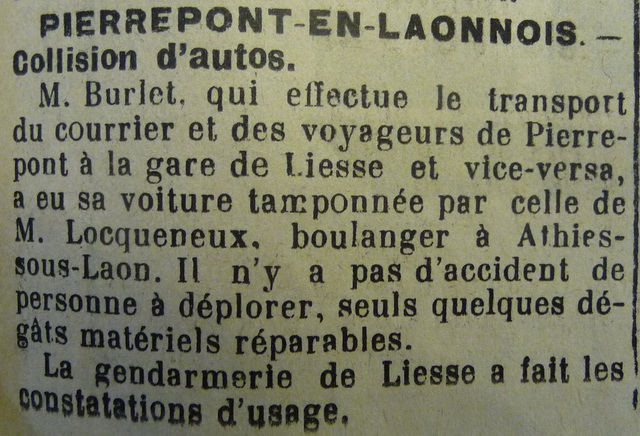 PIERREPONT-EN-LAONNOIS. —
Collision d'autos.
M. Burlet, qui effectue le transport
du courrier et des voyageurs de Pierre-
pont à la gare de Liesse et vice-versa,
a eu sa voiture tamponnée par celle de
M. Locqueneux, boulanger à Athies-
sous-Laon. Il n'y a pas d'accident de
personne à déplorer, seuls quelques dé-
gâts matériels réparables.
La gendarmerie de Liesse a fait les
constatations d'usage.